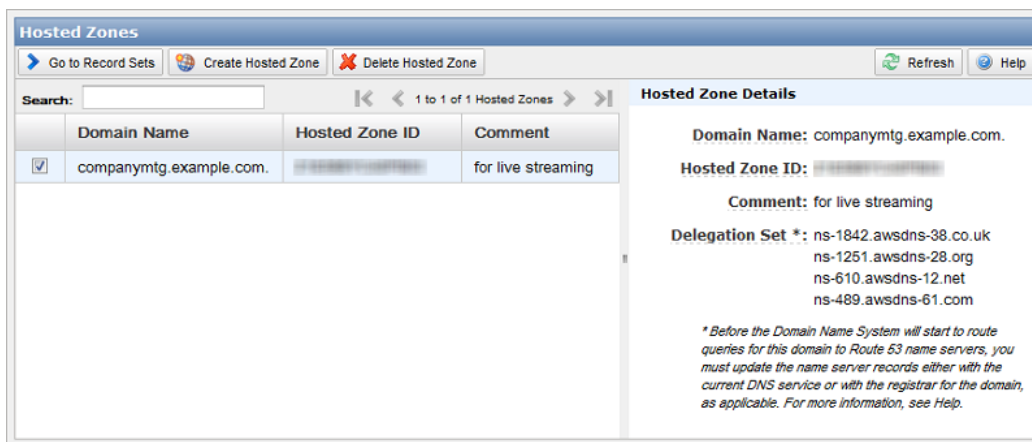 Hosted Zones
Go to Record Sets Create Hosted Zone Delete Hosted Zone Refresh Help
Search: 1 to 1 of 1 Hosted Zones
Domain Name Hosted Zone ID Comment
companymtg.example.com. for live streaming
Hosted Zone Details
Domain Name: companymtg.example.com.
Hosted Zone ID:
Comment: for live streaming
Delegation Set *: ns-1842.awsdns-38.co.uk
ns-1251.awsdns-28.org
ns-610.awsdns-12.net
ns-489.awsdns-61.com
* Before the Domain Name System will start to route
queries for this domain to Route 53 name servers, you
must update the name server records either with the
current DNS service or with the registrar for the domain,
as applicable. For more information, see Help.